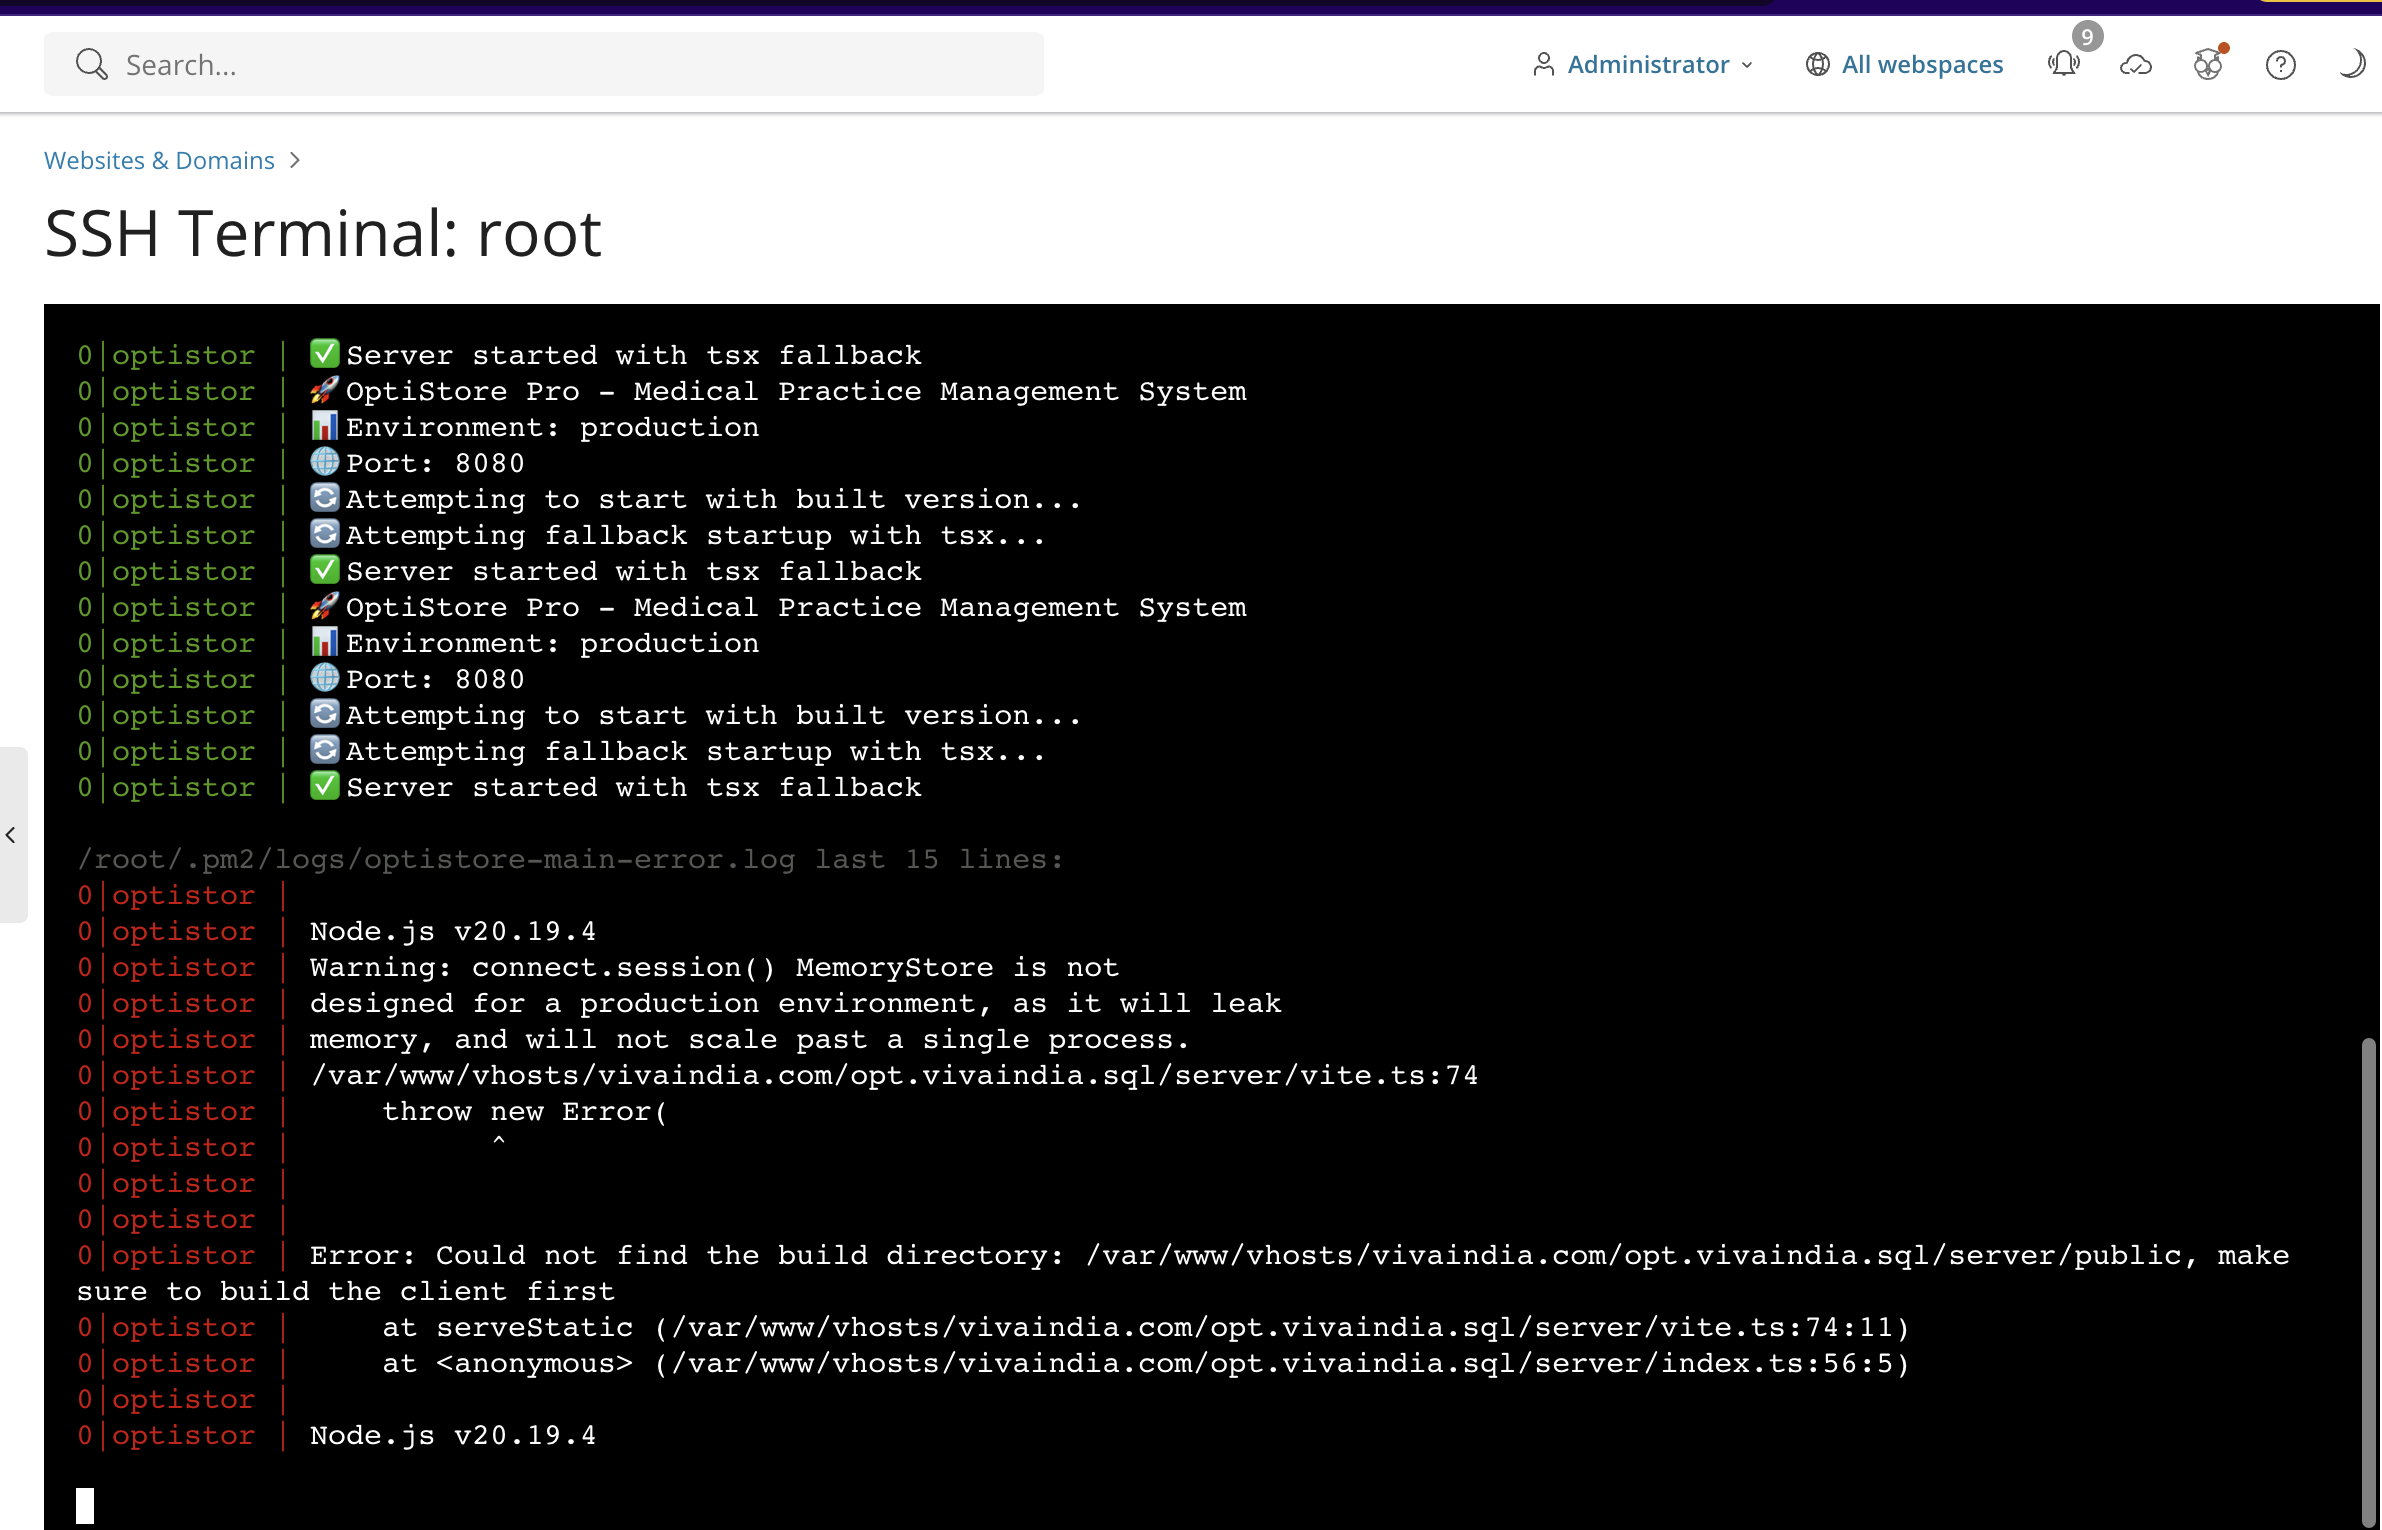 Search...
Administrator
All webspaces
9
Websites & Domains >
SSH Terminal: root
0|optistor | ✅Server started with tsx fallback
0|optistor | 🚀OptiStore Pro - Medical Practice Management System
0|optistor | 📊Environment: production
0|optistor | 🌐Port: 8080
0|optistor | 🔄Attempting to start with built version...
0|optistor | 🔄Attempting fallback startup with tsx...
0|optistor | ✅Server started with tsx fallback
0|optistor | 🚀OptiStore Pro - Medical Practice Management System
0|optistor | 📊Environment: production
0|optistor | 🌐Port: 8080
0|optistor | 🔄Attempting to start with built version...
0|optistor | 🔄Attempting fallback startup with tsx...
0|optistor | ✅Server started with tsx fallback
/root/.pm2/logs/optistore-main-error.log last 15 lines:
0|optistor |
0|optistor | Node.js v20.19.4
0|optistor | Warning: connect.session() MemoryStore is not
0|optistor | designed for a production environment, as it will leak
0|optistor | memory, and will not scale past a single process.
0|optistor | /var/www/vhosts/vivaindia.com/opt.vivaindia.sql/server/vite.ts:74
0|optistor |     throw new Error(
0|optistor |           ^
0|optistor |
0|optistor |
0|optistor | Error: Could not find the build directory: /var/www/vhosts/vivaindia.com/opt.vivaindia.sql/server/public, make
sure to build the client first
0|optistor |     at serveStatic (/var/www/vhosts/vivaindia.com/opt.vivaindia.sql/server/vite.ts:74:11)
0|optistor |     at <anonymous> (/var/www/vhosts/vivaindia.com/opt.vivaindia.sql/server/index.ts:56:5)
0|optistor |
0|optistor | Node.js v20.19.4